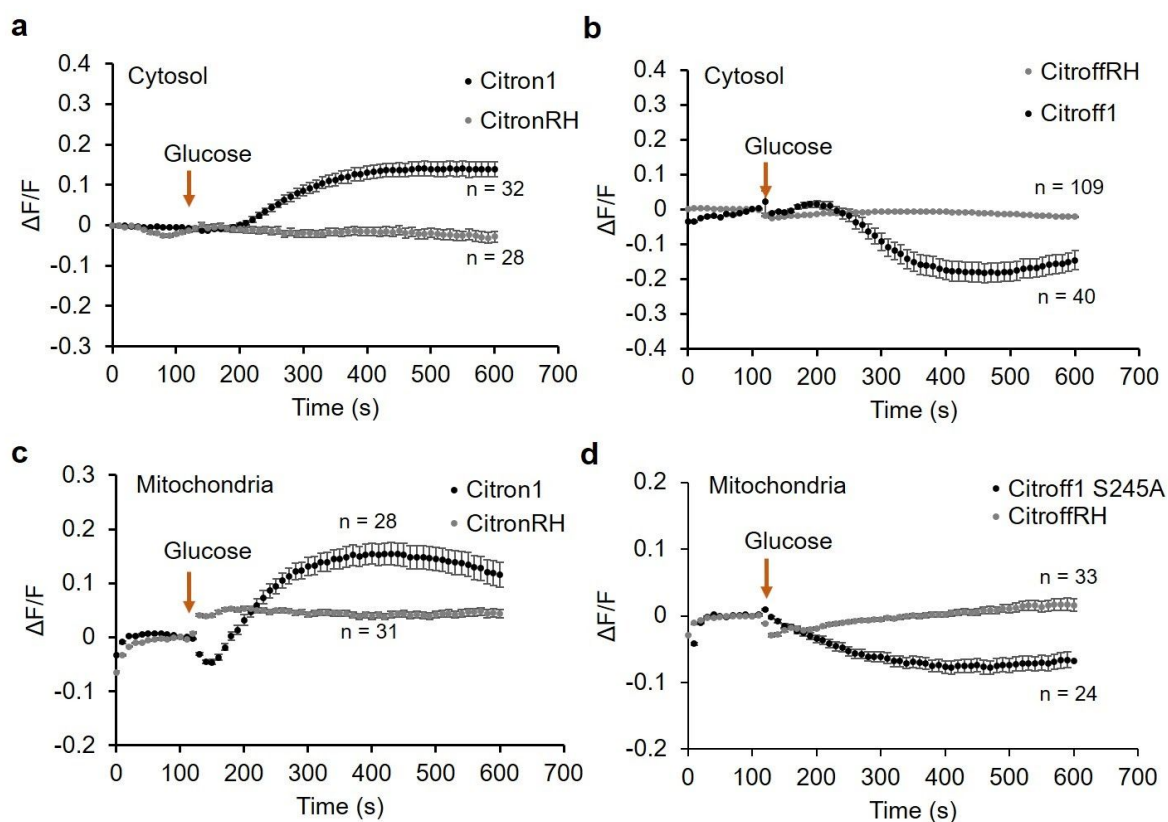 a
Cytosol
Citron1
CitronRH
Glucose
n = 32
n = 28
0.4
0.3
0.2
0.1
0
-0.1
-0.2
-0.3
ΔF/F
0 100 200 300 400 500 600 700
Time (s)
b
Cytosol
CitroffRH
Citroff1
Glucose
n = 109
n = 40
0.4
0.3
0.2
0.1
0
-0.1
-0.2
-0.3
-0.4
ΔF/F
0 100 200 300 400 500 600 700
Time (s)
c
Mitochondria
Citron1
CitronRH
Glucose
n = 28
n = 31
0.3
0.2
0.1
0
-0.1
-0.2
ΔF/F
0 100 200 300 400 500 600 700
Time (s)
d
Mitochondria
Citroff1 S245A
CitroffRH
Glucose
n = 33
n = 24
0.2
0.1
0
-0.1
-0.2
ΔF/F
0 100 200 300 400 500 600 700
Time (s)